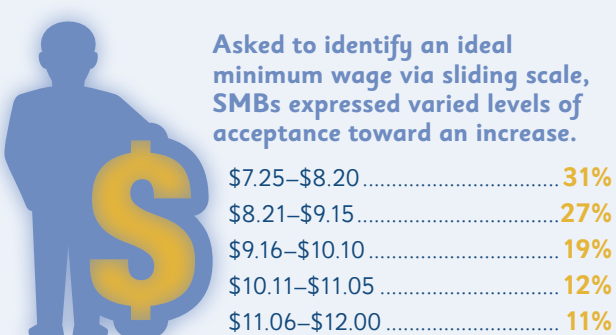 Asked to identify an ideal
minimum wage via sliding scale,
SMBs expressed varied levels of
acceptance toward an increase.
$7.25–$8.20 31%
$8.21–$9.15 27%
$9.16–$10.10 19%
$10.11–$11.05 12%
$11.06–$12.00 11%
$